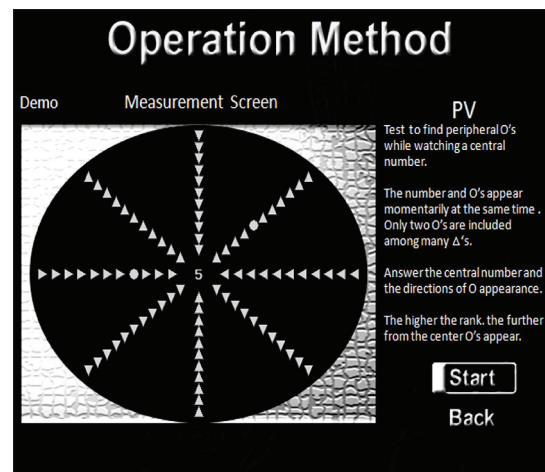 Operation Method
Demo
Measurement Screen
5
PV
Test to find peripheral O's
while watching a central
number.
The number and O's appear
momentarily at the same time .
Only two O's are included
among many Δ's.
Answer the central number and
the directions of O appearance.
The higher the rank. the further
from the center O's appear.
Start
Back